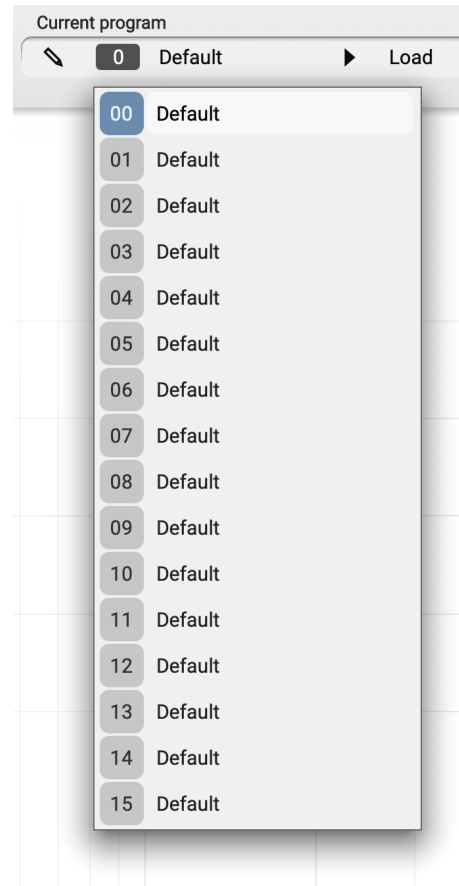 Current program
0 Default Load
00 Default
01 Default
02 Default
03 Default
04 Default
05 Default
06 Default
07 Default
08 Default
09 Default
10 Default
11 Default
12 Default
13 Default
14 Default
15 Default